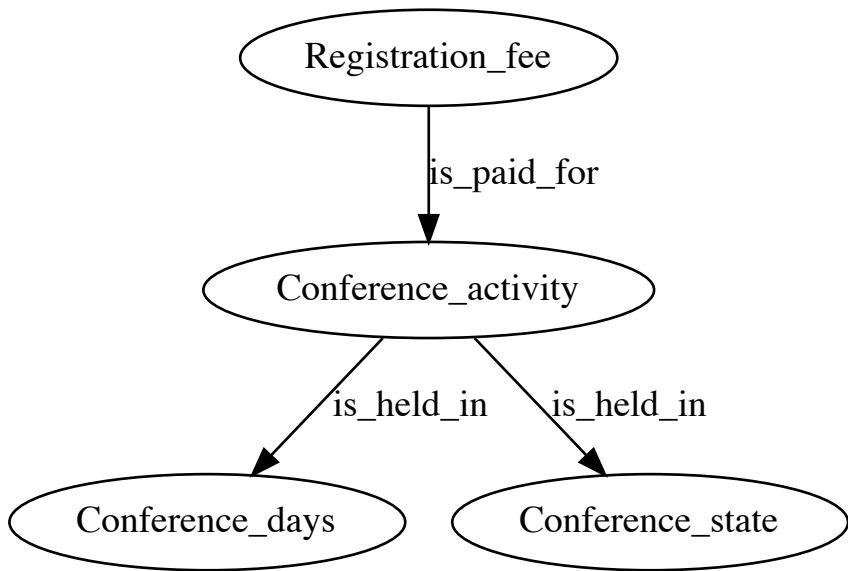 Registration_fee
is_paid_for
Conference_activity
is_held_in
is_held_in
Conference_days
Conference_state